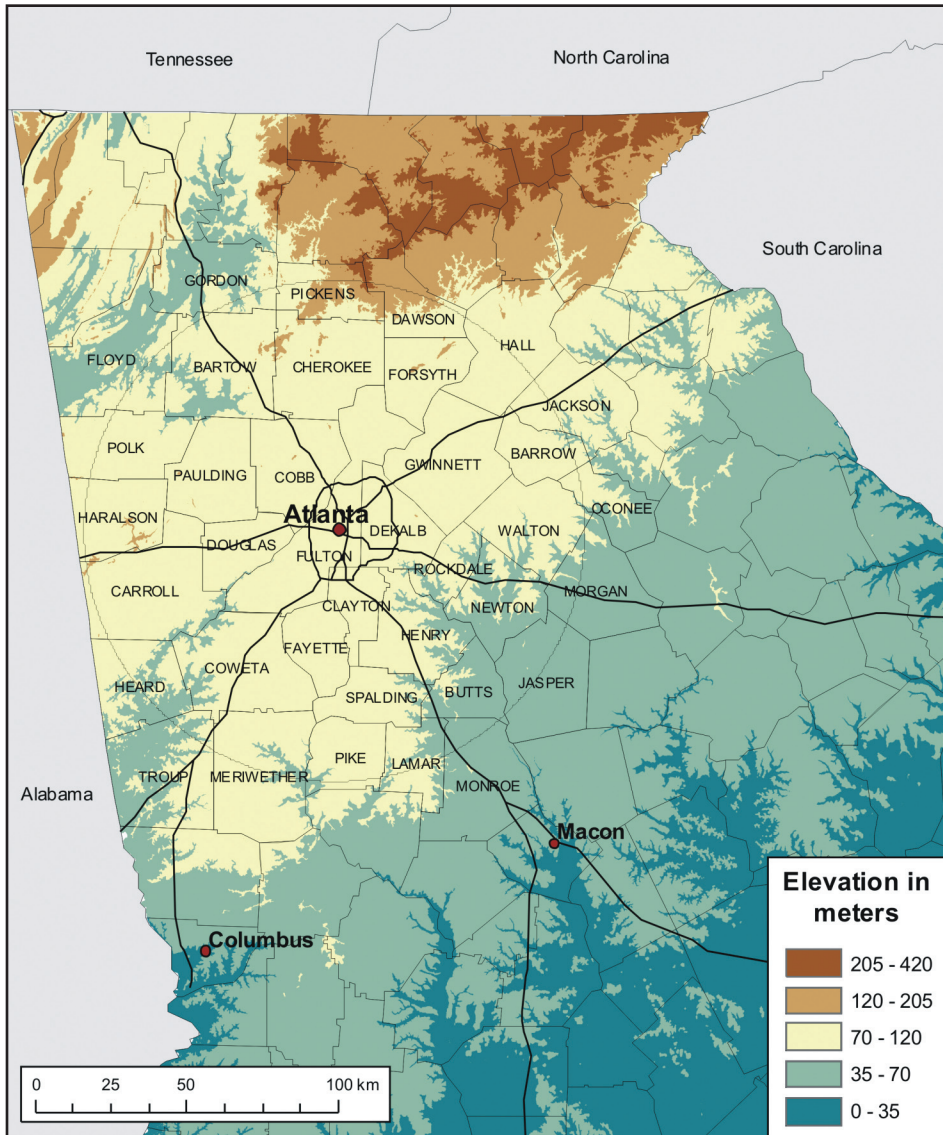 Tennessee
North Carolina
South Carolina
GORDON
PICKENS
DAWSON
HALL
FLOYD
BARTOW
CHEROKEE
FORSYTH
JACKSON
POLK
PAULDING
COBB
GWINNETT
BARROW
HARALSON
Atlanta
DEKALB
WALTON
OCONEE
DOUGLAS
FULTON
ROCKDALE
CARROLL
CLAYTON
NEWTON
MORGAN
HENRY
FAYETTE
COWETA
HEARD
SPALDING
BUTTS
JASPER
TROUP
MERIWETHER
PIKE
LAMAR
MONROE
Alabama
Macon
Columbus
Elevation in
meters
205 - 420
120 - 205
70 - 120
35 - 70
0 - 35
0 25 50 100 km